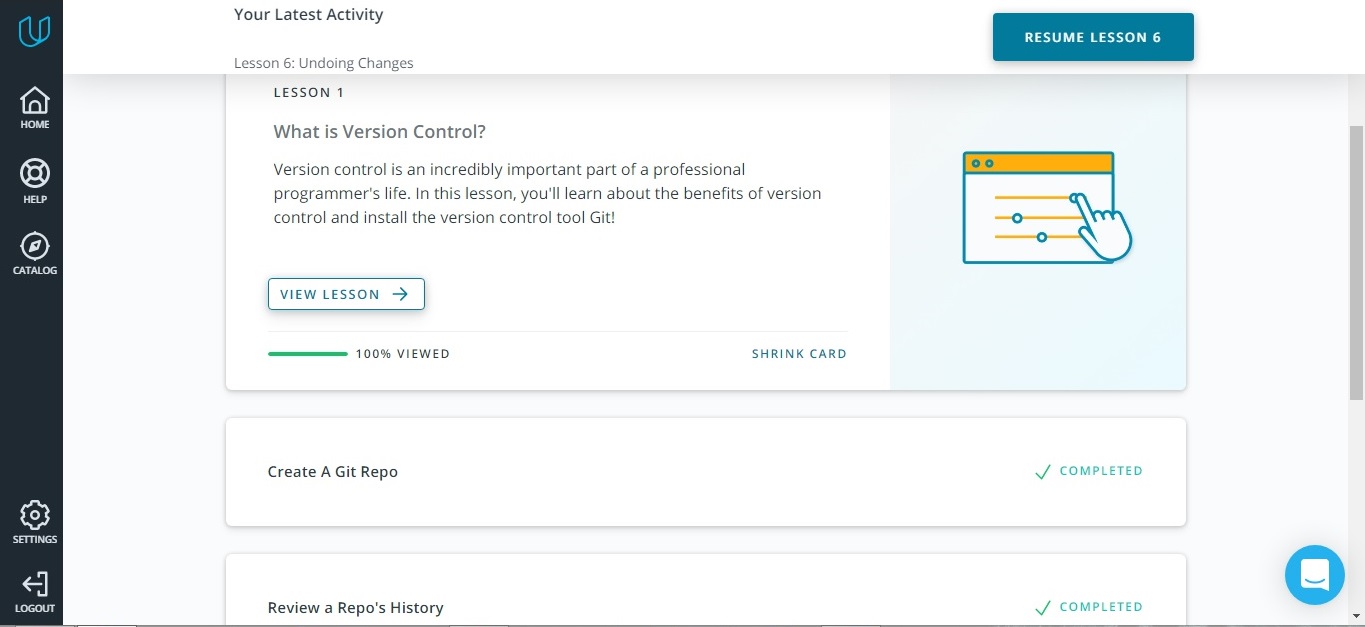 Your Latest Activity
RESUME LESSON 6
Lesson 6: Undoing Changes
HOME
HELP
CATALOG
SETTINGS
LOGOUT
LESSON 1
What is Version Control?
Version control is an incredibly important part of a professional
programmer's life. In this lesson, you'll learn about the benefits of version
control and install the version control tool Git!
VIEW LESSON
100% VIEWED
SHRINK CARD
Create A Git Repo
COMPLETED
Review a Repo's History
COMPLETED